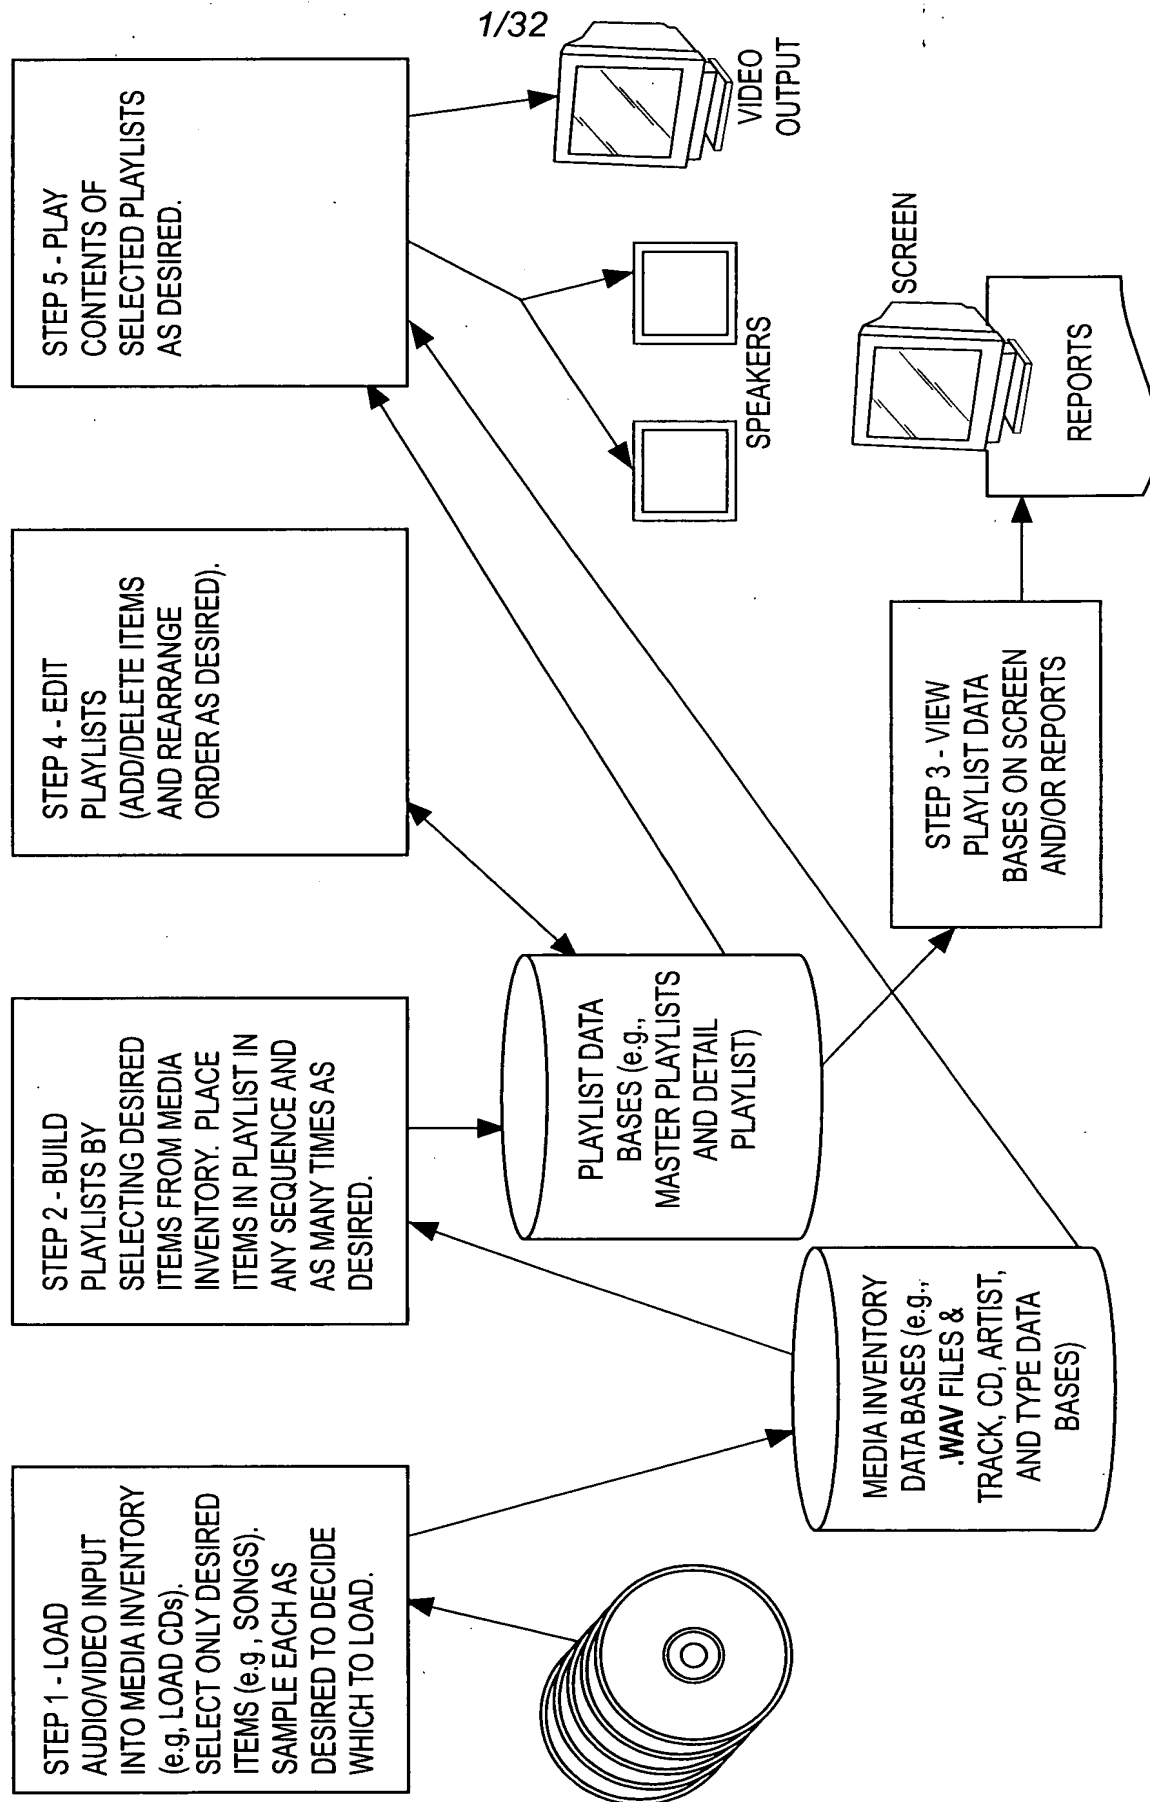 1/32
STEP 1 - LOAD
AUDIO/VIDEO INPUT
INTO MEDIA INVENTORY
(e.g, LOAD CDs).
SELECT ONLY DESIRED
ITEMS (e.g., SONGS).
SAMPLE EACH AS
DESIRED TO DECIDE
WHICH TO LOAD.
STEP 2 - BUILD
PLAYLISTS BY
SELECTING DESIRED
ITEMS FROM MEDIA
INVENTORY. PLACE
ITEMS IN PLAYLIST IN
ANY SEQUENCE AND
AS MANY TIMES AS
DESIRED.
STEP 4 - EDIT
PLAYLISTS
(ADD/DELETE ITEMS
AND REARRANGE
ORDER AS DESIRED).
STEP 5 - PLAY
CONTENTS OF
SELECTED PLAYLISTS
AS DESIRED.
PLAYLIST DATA
BASES (e.g.,
MASTER PLAYLISTS
AND DETAIL
PLAYLIST)
SPEAKERS
VIDEO
OUTPUT
MEDIA INVENTORY
DATA BASES (e.g.,
.WAV FILES &
TRACK, CD, ARTIST,
AND TYPE DATA
BASES)
STEP 3 - VIEW
PLAYLIST DATA
BASES ON SCREEN
AND/OR REPORTS
SCREEN
REPORTS